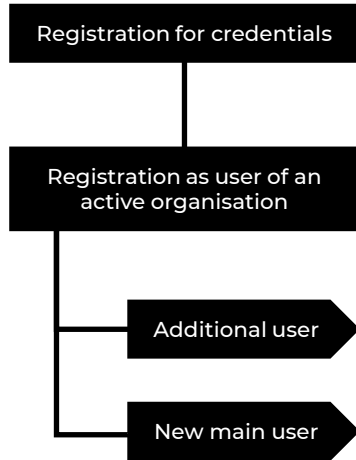 Registration for credentials
Registration as user of an
active organisation
Additional user
New main user